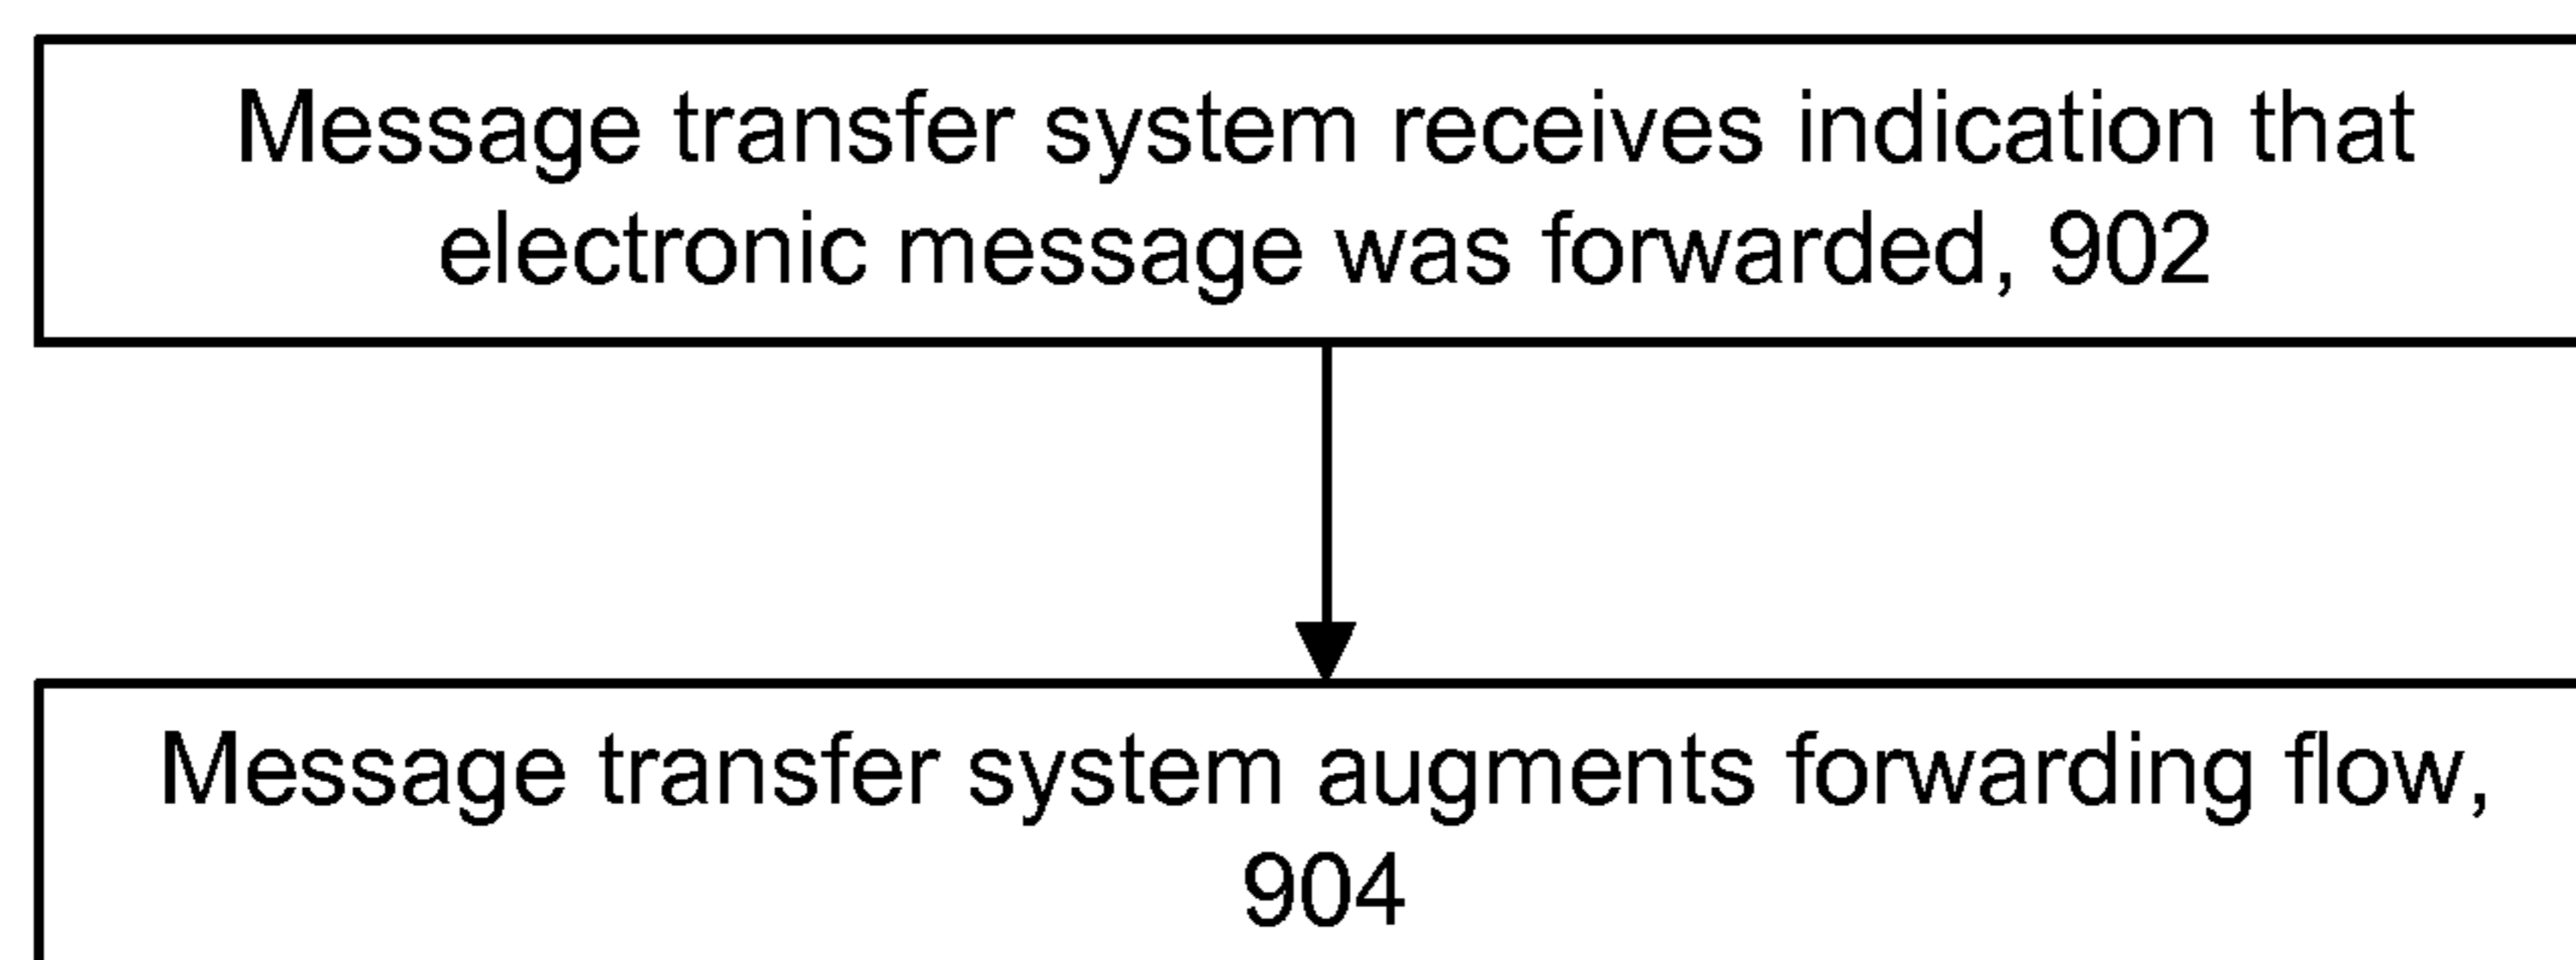 Message transfer system receives indication that
electronic message was forwarded, 902
Message transfer system augments forwarding flow,
904